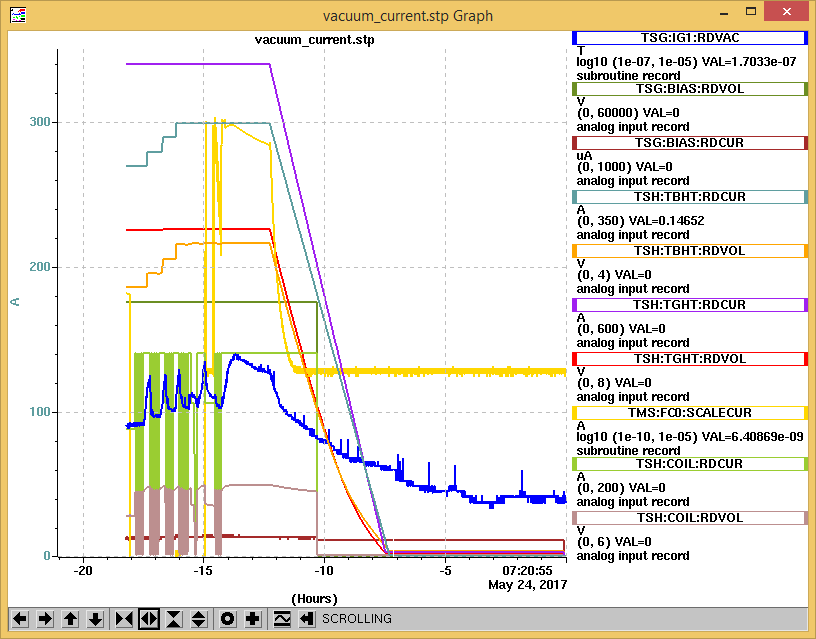 vacuum_current.stp Graph
vacuum_current.stp
300
200
A
100
0
-20
-15
-10
-5
07:20:55
May 24, 2017
(Hours)
TSG:IG1:RDVAC
T
log10 (1e-07, 1e-05) VAL=1.7033e-07
subroutine record
TSG:BIAS:RDVOL
V
(0, 60000) VAL=0
analog input record
TSG:BIAS:RDCUR
uA
(0, 1000) VAL=0
analog input record
TSH:TBHT:RDCUR
A
(0, 350) VAL=0.14652
analog input record
TSH:TBHT:RDVOL
V
(0, 4) VAL=0
analog input record
TSH:TGHT:RDCUR
A
(0, 600) VAL=0
analog input record
TSH:TGHT:RDVOL
V
(0, 8) VAL=0
analog input record
TMS:FC0:SCALECUR
A
log10 (1e-10, 1e-05) VAL=6.40869e-09
subroutine record
TSH:COIL:RDCUR
A
(0, 200) VAL=0
analog input record
TSH:COIL:RDVOL
V
(0, 6) VAL=0
analog input record
SCROLLING